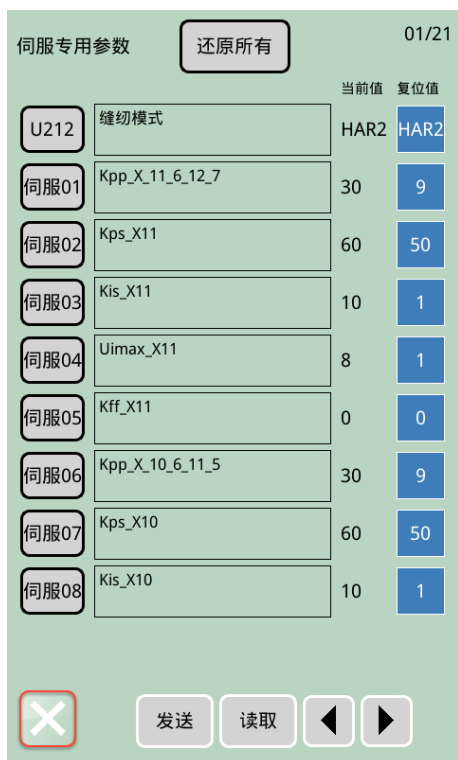 伺服专用参数
还原所有
01/21
当前值 复位值
U212 缝纫模式 HAR2 HAR2
伺服01 Kpp_X_11_6_12_7 30 9
伺服02 Kps_X11 60 50
伺服03 Kis_X11 10 1
伺服04 Uimax_X11 8 1
伺服05 Kff_X11 0 0
伺服06 Kpp_X_10_6_11_5 30 9
伺服07 Kps_X10 60 50
伺服08 Kis_X10 10 1
发送 读取